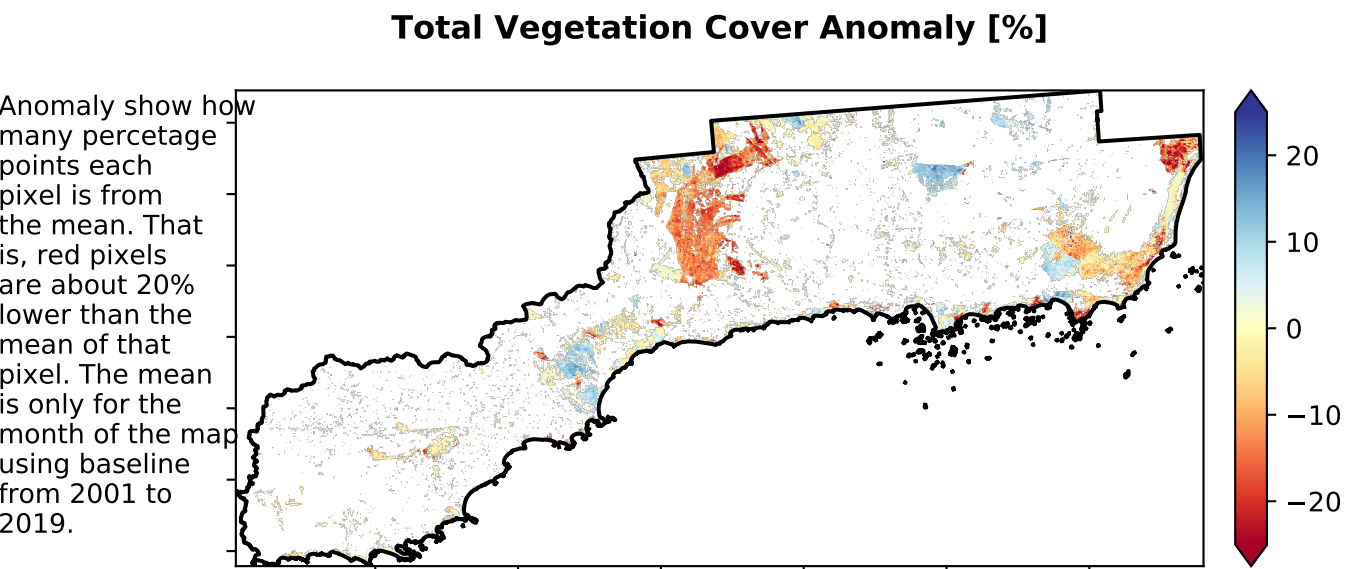 Total Vegetation Cover Anomaly [%]
Anomaly show how
many percetage
points each
pixel is from
the mean. That
is, red pixels
are about 20%
lower than the
mean of that
pixel. The mean
is only for the
month of the map
using baseline
from 2001 to
2019.
20
10
0
−10
−20